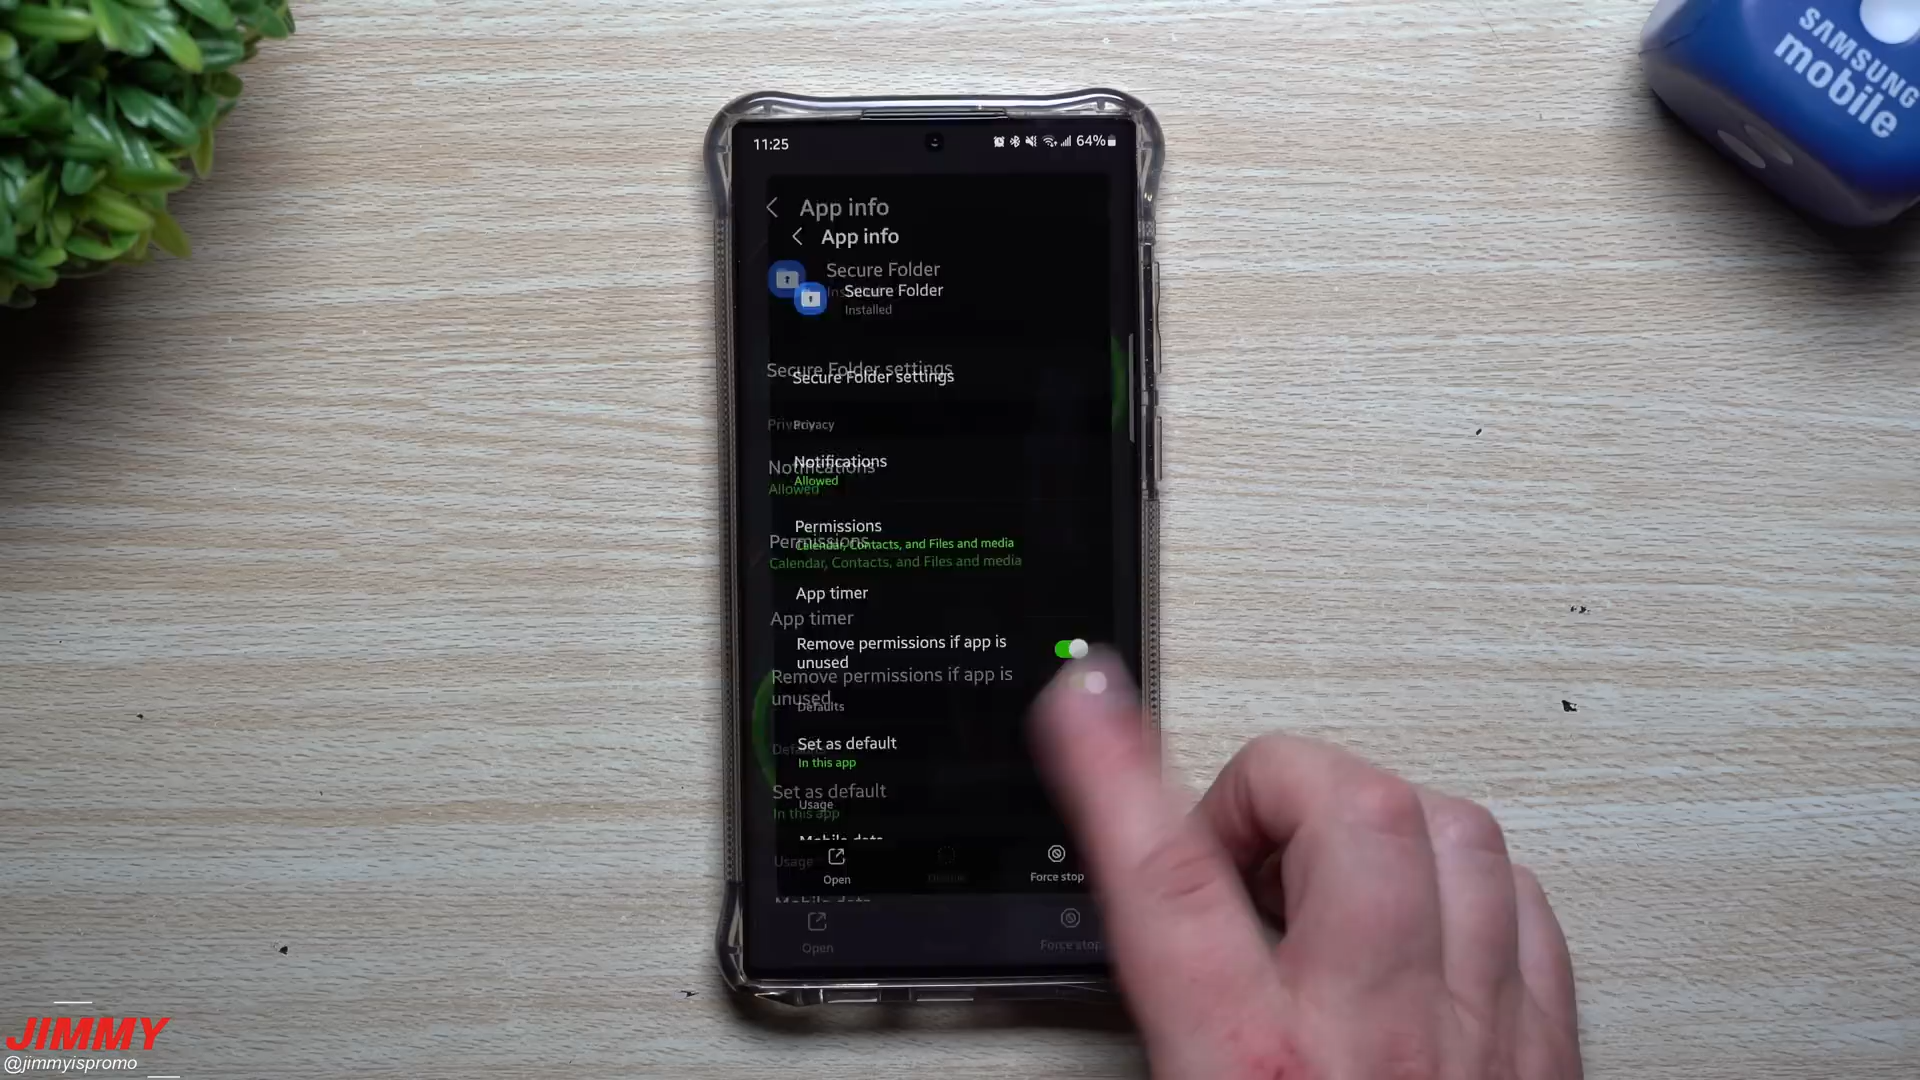 SAMSUNG
mobile
11:25
64%
App info
App info
Secure Folder
Secure Folder
Installed
Secure Folder settings
Secure Folder settings
Privacy
Notifications
Notifications
Allowed
Allowed
Permissions
Permissions
Calendar, Contacts, and Files and media
Calendar, Contacts, and Files and media
App timer
App timer
Remove permissions if app is
unused
Remove permissions if app is
unused
Defaults
Set as default
In this app
Set as default
In this app
Usage
Usage
Mobile data
Mobile data
Open
Force stop
Open
Force stop
JIMMY
@jimmyispromo